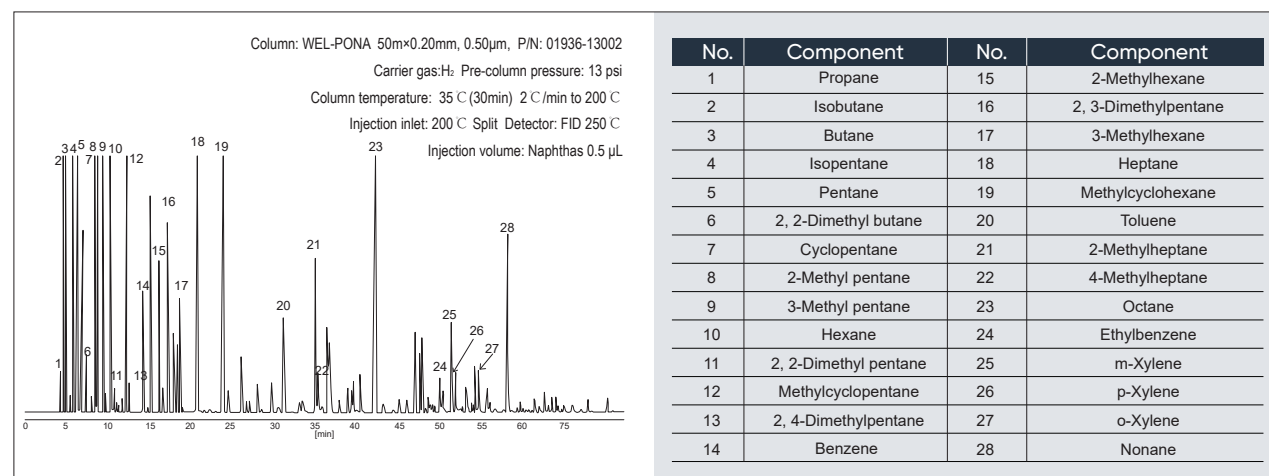 Column: WEL-PONA 50m×0.20mm, 0.50μm, P/N: 01936-13002
Carrier gas:H₂ Pre-column pressure: 13 psi
Column temperature: 35℃(30min) 2℃/min to 200℃
Injection inlet: 200℃ Split Detector: FID 250℃
Injection volume: Naphthas 0.5 μL
2 3 4 5 7 8 9 10 12 18 19 23
16
15
14 17
1 6 11 13
20 21 22
24 25 26 27 28
0 5 10 15 20 25 30 35 40 45 50 55 60 65 70 75
[min]
No. Component No. Component
1 Propane 15 2-Methylhexane
2 Isobutane 16 2, 3-Dimethylpentane
3 Butane 17 3-Methylhexane
4 Isopentane 18 Heptane
5 Pentane 19 Methylcyclohexane
6 2, 2-Dimethyl butane 20 Toluene
7 Cyclopentane 21 2-Methylheptane
8 2-Methyl pentane 22 4-Methylheptane
9 3-Methyl pentane 23 Octane
10 Hexane 24 Ethylbenzene
11 2, 2-Dimethyl pentane 25 m-Xylene
12 Methylcyclopentane 26 p-Xylene
13 2, 4-Dimethylpentane 27 o-Xylene
14 Benzene 28 Nonane